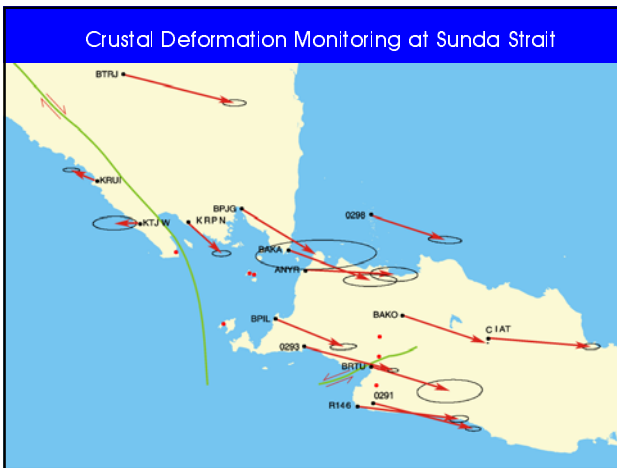 Crustal Deformation Monitoring at Sunda Strait
BTRJ
KRUI
KTJW
KRPN
BPJG
0298
BAKA
ANYR
BPIL
BAKO
CIAT
0293
BRTU
0291
R146